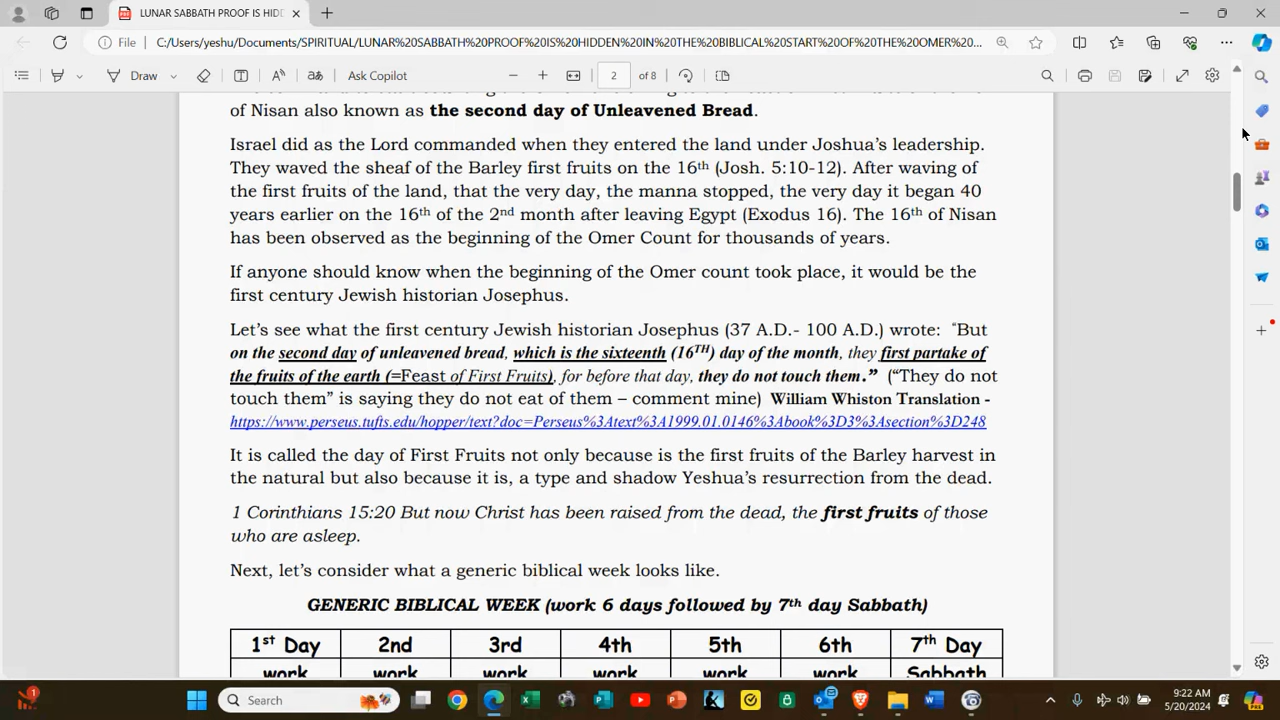 LUNAR SABBATH PROOF IS HIDD
File C:/Users/yeshu/Documents/SPIRITUAL/LUNAR%20SABBATH%20PROOF%20IS%20HIDDEN%20IN%20THE%20BIBLICAL%20START%20OF%20THE%20OMER%20...
Draw Ask Copilot 2 of 8
of Nisan also known as the second day of Unleavened Bread.
Israel did as the Lord commanded when they entered the land under Joshua's leadership.
They waved the sheaf of the Barley first fruits on the 16th (Josh. 5:10-12). After waving of
the first fruits of the land, that the very day, the manna stopped, the very day it began 40
years earlier on the 16th of the 2nd month after leaving Egypt (Exodus 16). The 16th of Nisan
has been observed as the beginning of the Omer Count for thousands of years.
If anyone should know when the beginning of the Omer count took place, it would be the
first century Jewish historian Josephus.
Let's see what the first century Jewish historian Josephus (37 A.D.- 100 A.D.) wrote: "But
on the second day of unleavened bread, which is the sixteenth (16TH) day of the month, they first partake of
the fruits of the earth (=Feast of First Fruits), for before that day, they do not touch them." ("They do not
touch them" is saying they do not eat of them – comment mine) William Whiston Translation -
https://www.perseus.tufts.edu/hopper/text?doc=Perseus%3Atext%3A1999.01.0146%3Abook%3D3%3Asection%3D248
It is called the day of First Fruits not only because is the first fruits of the Barley harvest in
the natural but also because it is, a type and shadow Yeshua's resurrection from the dead.
1 Corinthians 15:20 But now Christ has been raised from the dead, the first fruits of those
who are asleep.
Next, let's consider what a generic biblical week looks like.
GENERIC BIBLICAL WEEK (work 6 days followed by 7th day Sabbath)
1st Day 2nd 3rd 4th 5th 6th 7th Day
work work work work work work Sabbath
Search
9:22 AM
5/20/2024